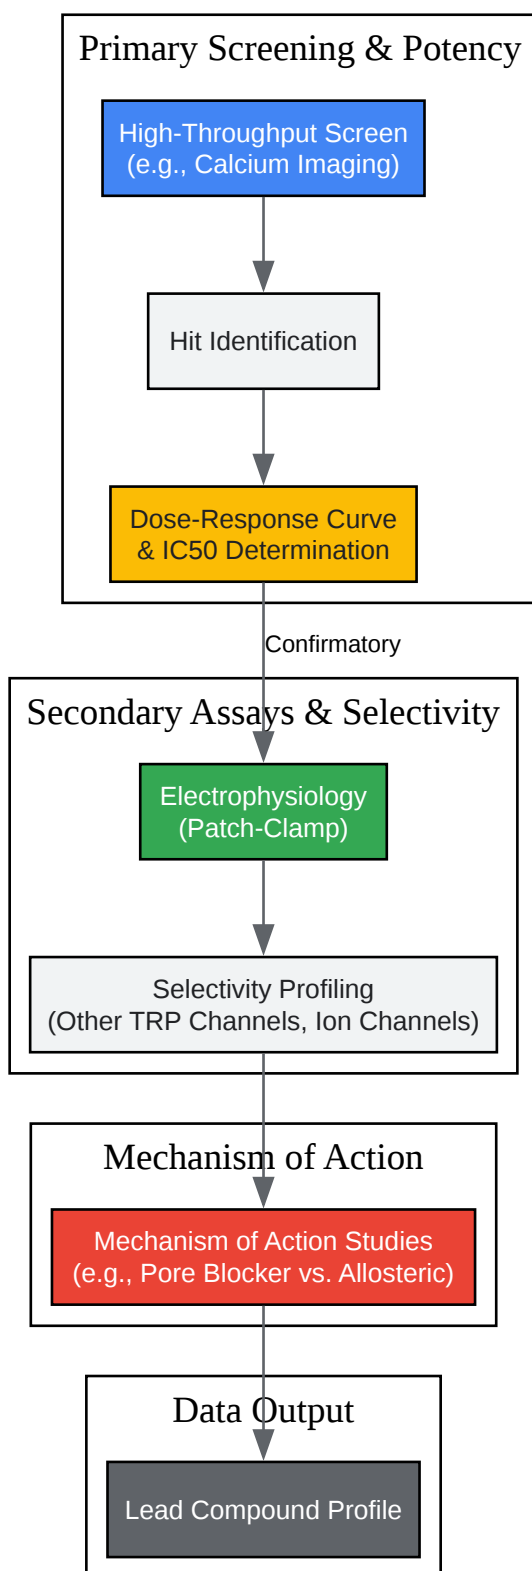 Primary Screening & Potency
High-Throughput Screen
(e.g., Calcium Imaging)
Hit Identification
Dose-Response Curve
& IC50 Determination
Confirmatory
Secondary Assays & Selectivity
Electrophysiology
(Patch-Clamp)
Selectivity Profiling
(Other TRP Channels, Ion Channels)
Mechanism of Action
Mechanism of Action Studies
(e.g., Pore Blocker vs. Allosteric)
Data Output
Lead Compound Profile